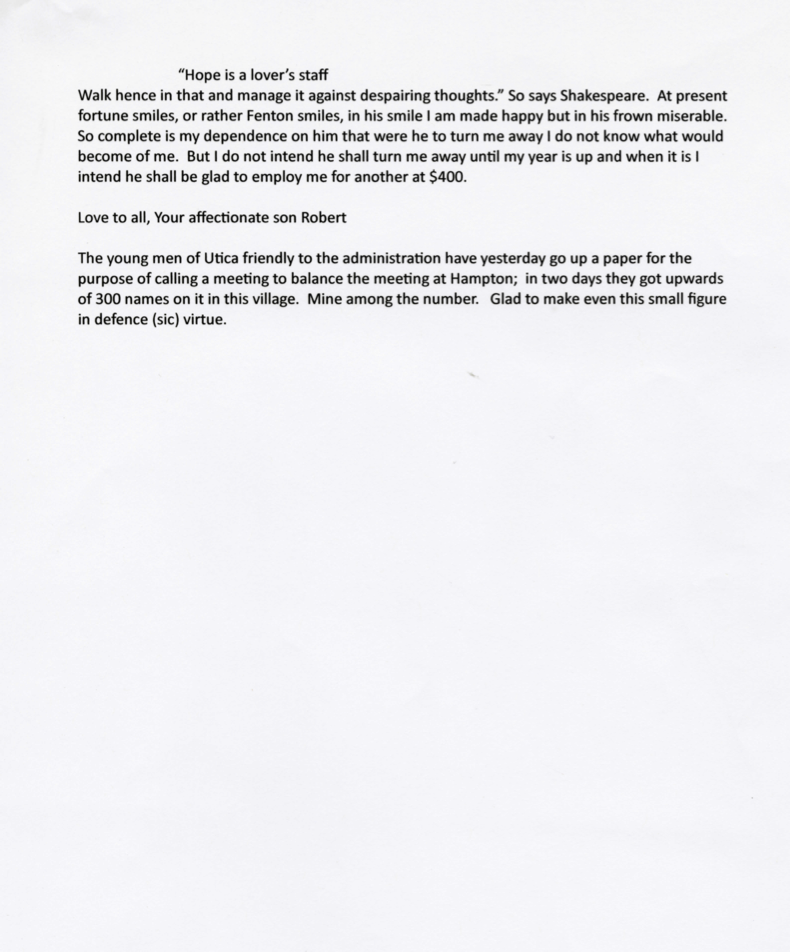 “Hope is a lover’s staff
Walk hence in that and manage it against despairing thoughts.” So says Shakespeare.  At present
fortune smiles, or rather Fenton smiles, in his smile I am made happy but in his frown miserable.
So complete is my dependence on him that were he to turn me away I do not know what would
become of me.  But I do not intend he shall turn me away until my year is up and when it is I
intend he shall be glad to employ me for another at $400.

Love to all, Your affectionate son Robert

The young men of Utica friendly to the administration have yesterday go up a paper for the
purpose of calling a meeting to balance the meeting at Hampton;  in two days they got upwards
of 300 names on it in this village.  Mine among the number.   Glad to make even this small figure
in defence (sic) virtue.